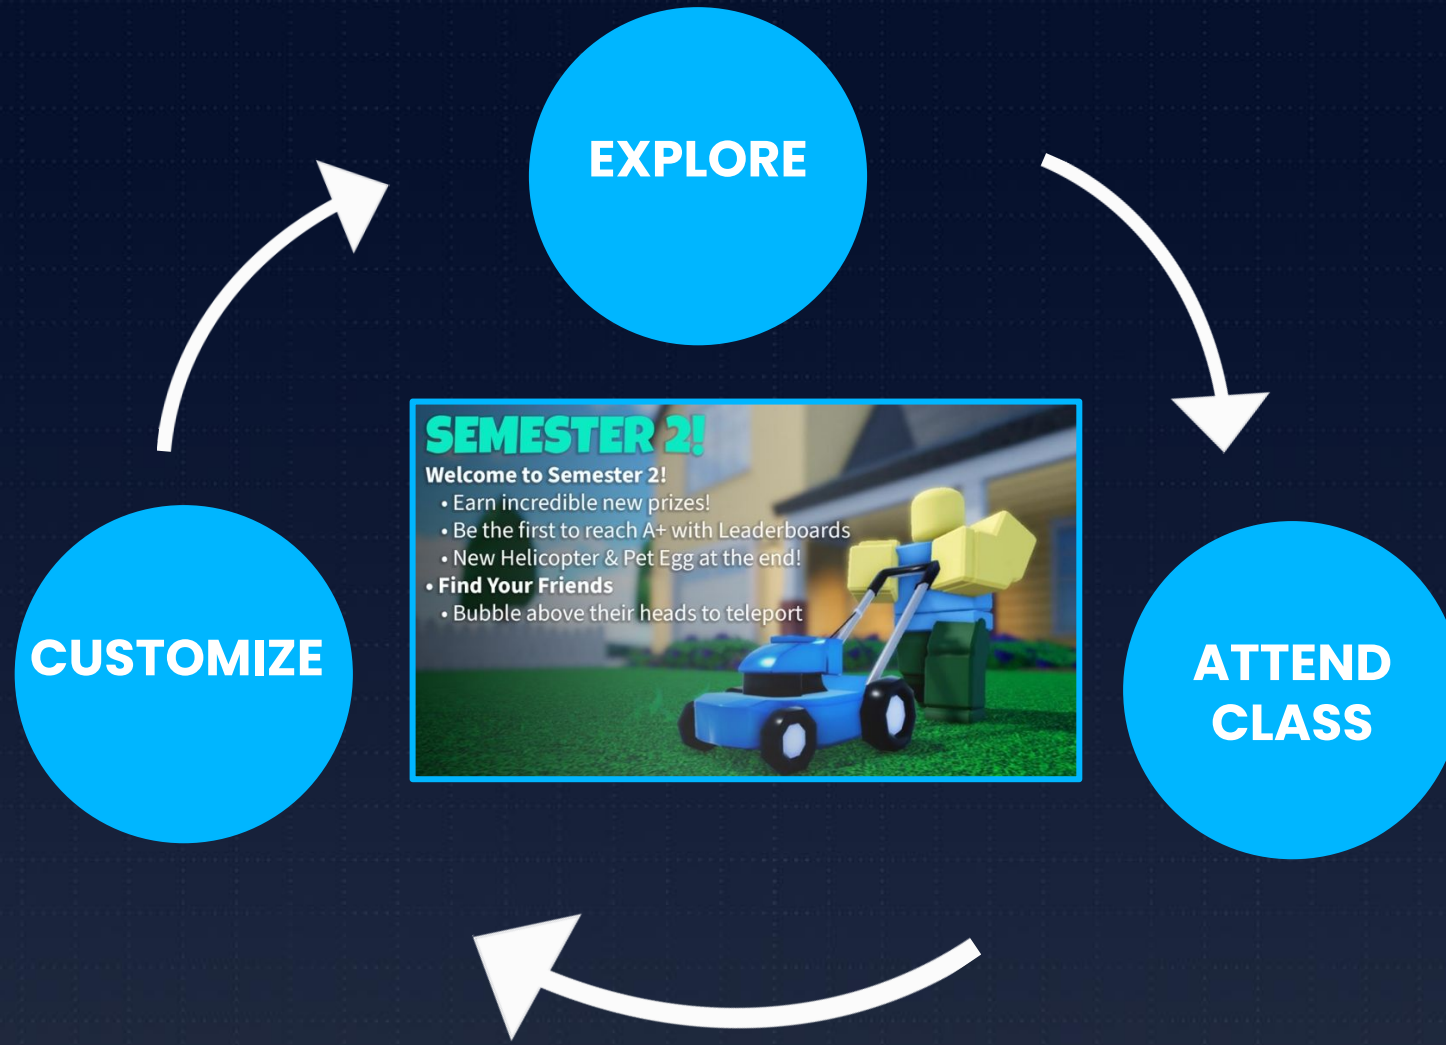 EXPLORE
SEMESTER 2!
Welcome to Semester 2!
• Earn incredible new prizes!
• Be the first to reach A+ with Leaderboards
• New Helicopter & Pet Egg at the end!
• Find Your Friends
• Bubble above their heads to teleport
CUSTOMIZE
ATTEND
CLASS